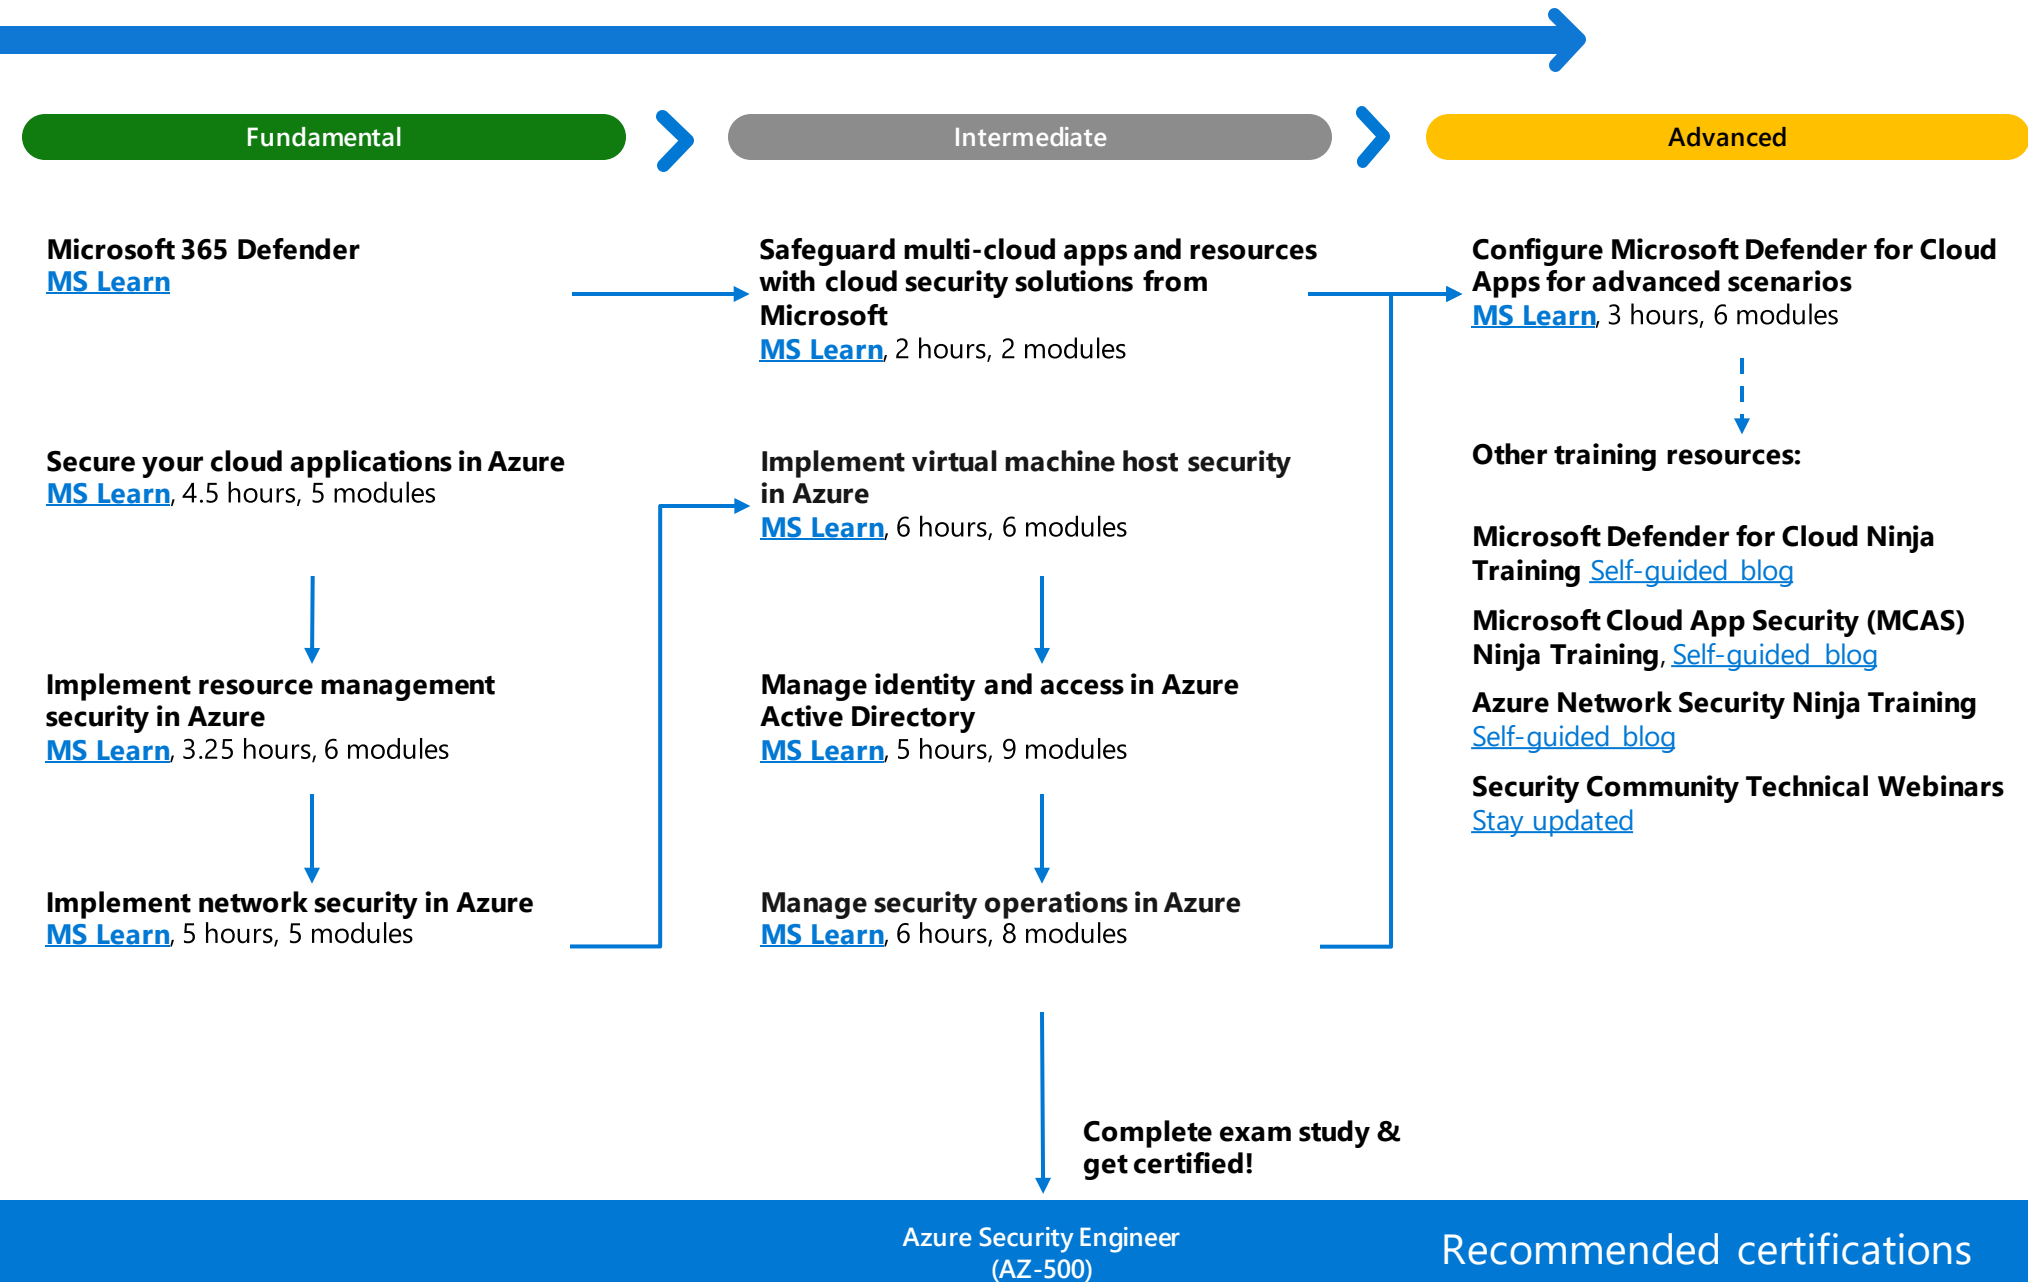 Fundamental
Intermediate
Advanced
Microsoft 365 Defender
MS Learn
Secure your cloud applications in Azure
MS Learn, 4.5 hours, 5 modules
Implement resource management
security in Azure
MS Learn, 3.25 hours, 6 modules
Implement network security in Azure
MS Learn, 5 hours, 5 modules
Safeguard multi-cloud apps and resources
with cloud security solutions from
Microsoft
MS Learn, 2 hours, 2 modules
Implement virtual machine host security
in Azure
MS Learn, 6 hours, 6 modules
Manage identity and access in Azure
Active Directory
MS Learn, 5 hours, 9 modules
Manage security operations in Azure
MS Learn, 6 hours, 8 modules
Configure Microsoft Defender for Cloud
Apps for advanced scenarios
MS Learn, 3 hours, 6 modules
Other training resources:
Microsoft Defender for Cloud Ninja
Training Self-guided blog
Microsoft Cloud App Security (MCAS)
Ninja Training, Self-guided blog
Azure Network Security Ninja Training
Self-guided blog
Security Community Technical Webinars
Stay updated
Complete exam study &
get certified!
Azure Security Engineer
(AZ-500)
Recommended certifications